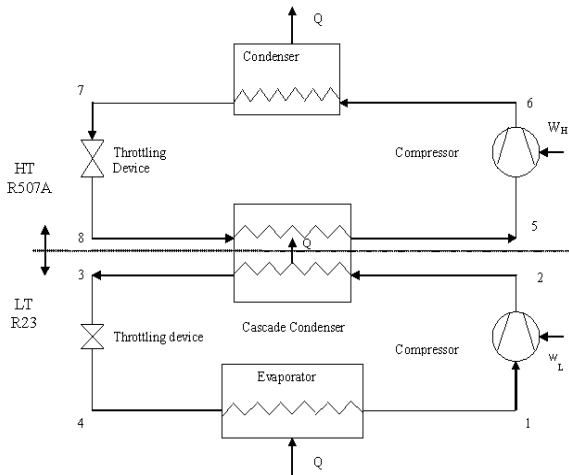 Q
Condenser
7
6
W_H
Throttling
Device
Compressor
HT
R507A
8
Q
5
3
2
LT
R23
Throttling device
Cascade Condenser
Compressor
w_L
Evaporator
4
1
Q